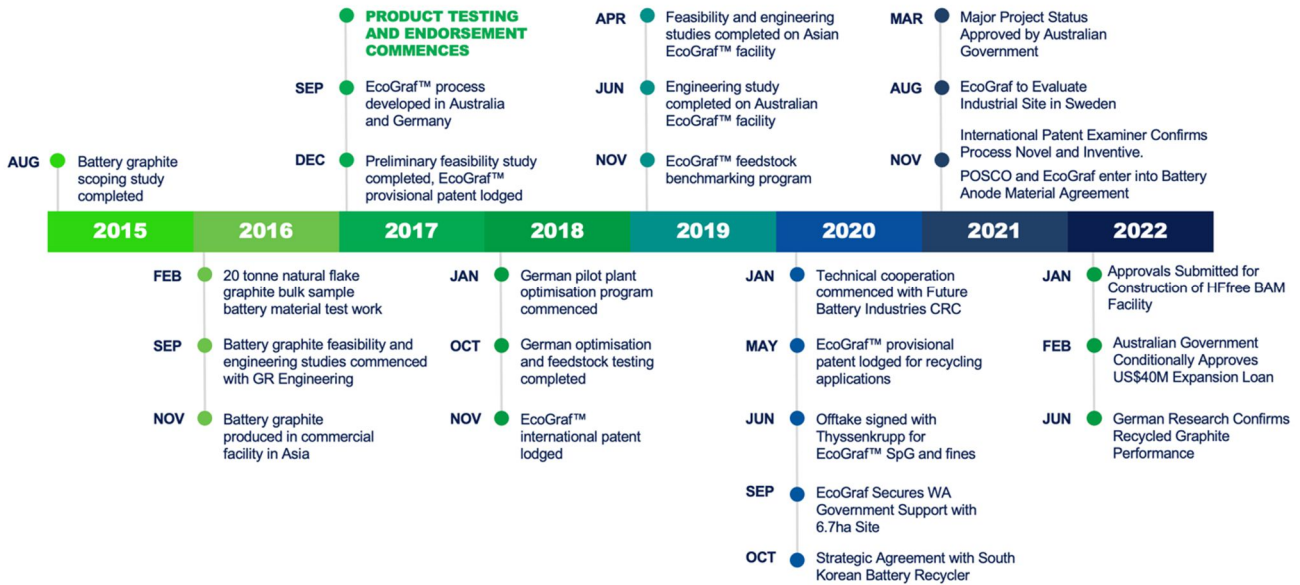 PRODUCT TESTING
AND ENDORSEMENT
COMMENCES
SEP
EcoGraf™ process
developed in Australia
and Germany
AUG
Battery graphite
scoping study
completed
DEC
Preliminary feasibility study
completed, EcoGraf™
provisional patent lodged
APR
Feasibility and engineering
studies completed on Asian
EcoGraf™ facility
JUN
Engineering study
completed on Australian
EcoGraf™ facility
NOV
EcoGraf™ feedstock
benchmarking program
MAR
Major Project Status
Approved by Australian
Government
AUG
EcoGraf to Evaluate
Industrial Site in Sweden
NOV
International Patent Examiner Confirms
Process Novel and Inventive.
POSCO and EcoGraf enter into Battery
Anode Material Agreement
2015
2016
2017
2018
2019
2020
2021
2022
FEB
20 tonne natural flake
graphite bulk sample
battery material test work
SEP
Battery graphite feasibility and
engineering studies commenced
with GR Engineering
NOV
Battery graphite
produced in commercial
facility in Asia
JAN
German pilot plant
optimisation program
commenced
OCT
German optimisation
and feedstock testing
completed
NOV
EcoGraf™
international patent
lodged
JAN
Technical cooperation
commenced with Future
Battery Industries CRC
MAY
EcoGraf™ provisional
patent lodged for recycling
applications
JUN
Offtake signed with
Thyssenkrupp for
EcoGraf™ SpG and fines
SEP
EcoGraf Secures WA
Government Support with
6.7ha Site
OCT
Strategic Agreement with South
Korean Battery Recycler
JAN
Approvals Submitted for
Construction of HFfree BAM
Facility
FEB
Australian Government
Conditionally Approves
US$40M Expansion Loan
JUN
German Research Confirms
Recycled Graphite
Performance